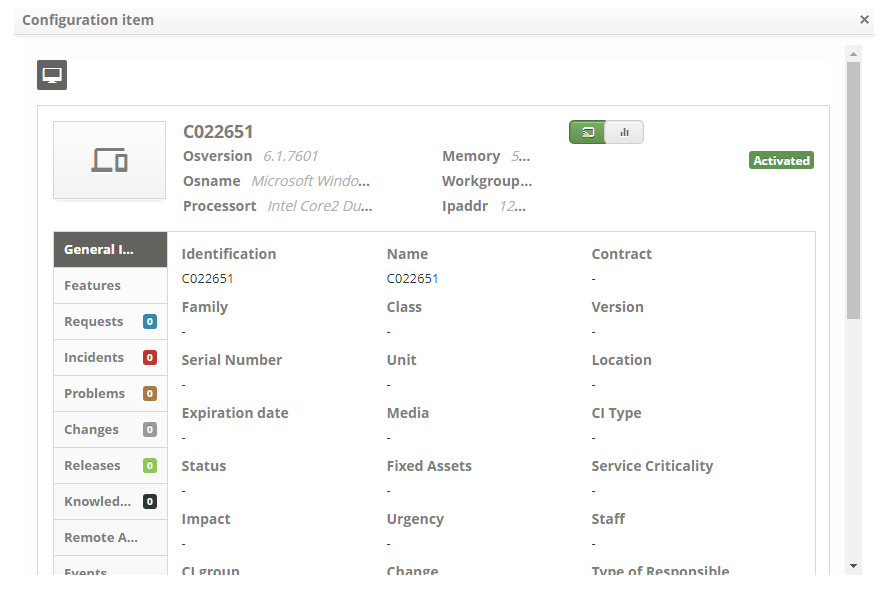 Configuration item ×
C022651
Osversion 6.1.7601 Memory 5...
Activated
Osname Microsoft Windo... Workgroup...
Processort Intel Core2 Du... Ipaddr 12...
General I...
Features
Requests 0
Incidents 0
Problems 0
Changes 0
Releases 0
Knowled... 0
Remote A...
Events
Identification Name Contract
C022651 C022651 -
Family Class Version
- - -
Serial Number Unit Location
- - -
Expiration date Media CI Type
- - -
Status Fixed Assets Service Criticality
- - -
Impact Urgency Staff
- - -
CI group Change Type of Responsible